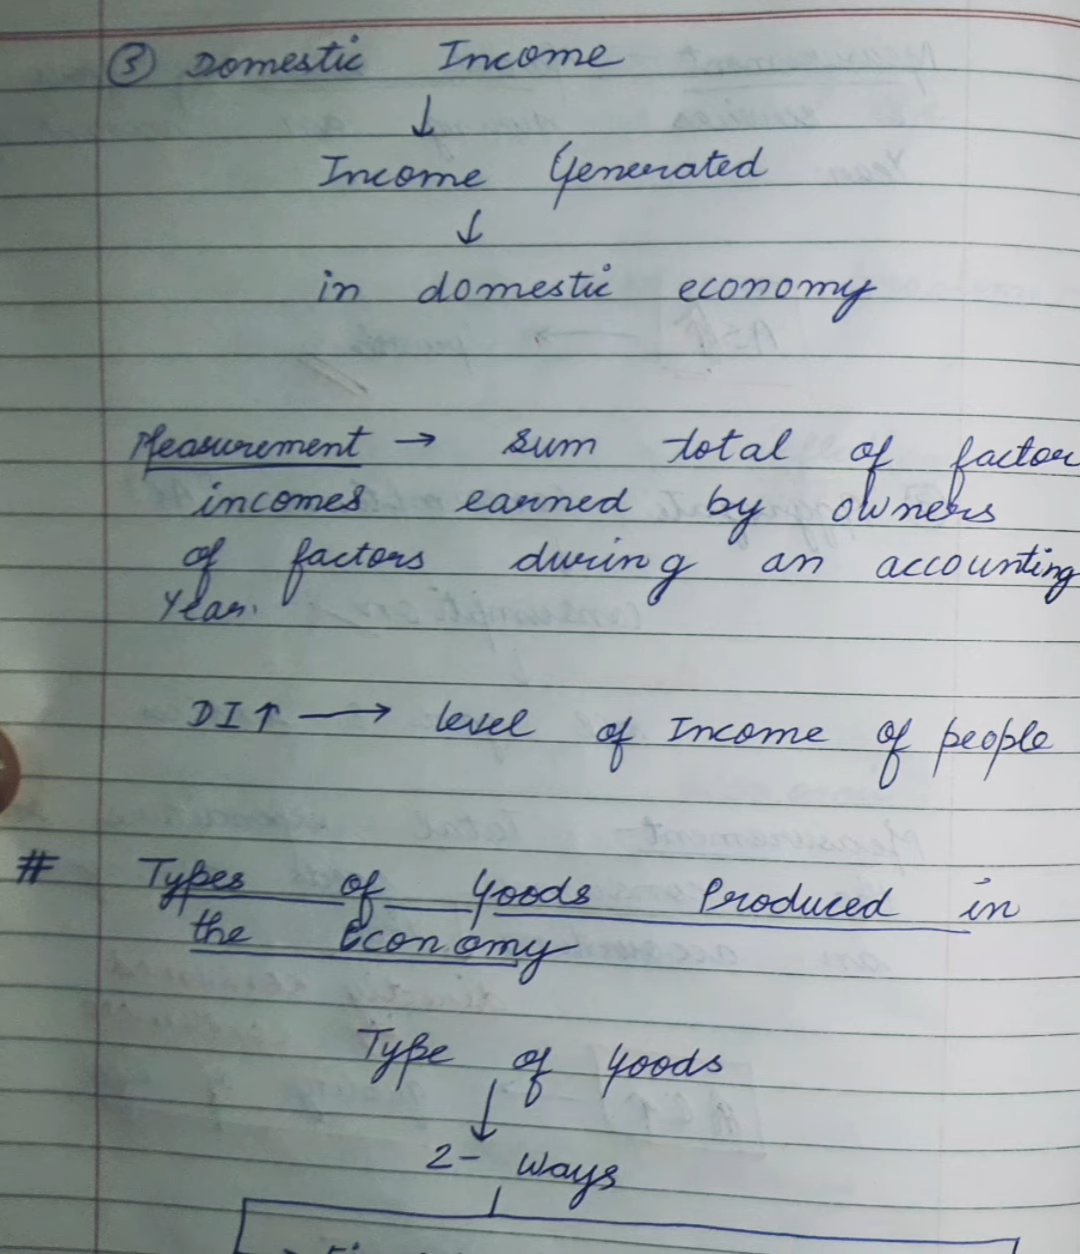 ③ Domestic Income
↓
Income Generated
↓
in domestic economy
Measurement → sum total of factor
incomes earned by owners
of factors during an accounting
Year.
DI↑ → level of Income of people
# Types of Goods Produced in
the Economy
Type of Goods
↓
2- Ways